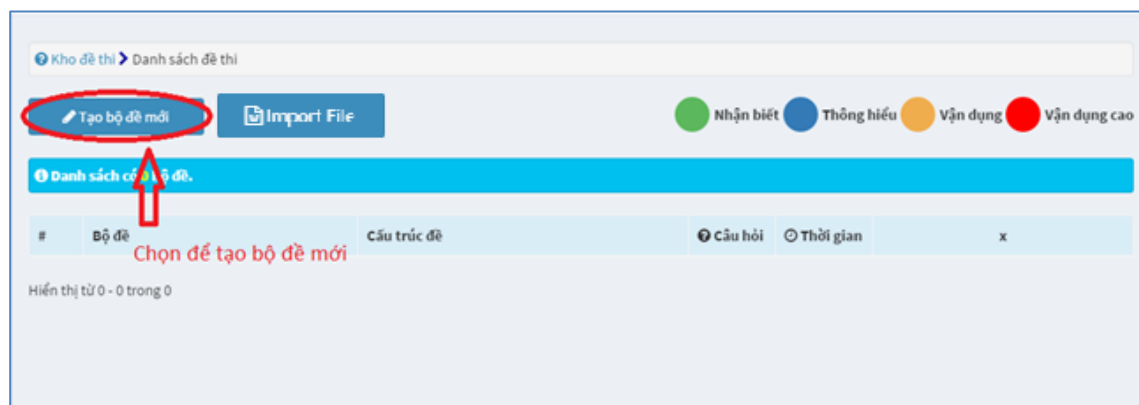 Kho đề thi Danh sách đề thi
Tạo bộ đề mới Import File Nhận biết Thông hiểu Vận dụng Vận dụng cao
Danh sách có 0 bộ đề.
# Bộ đề Cấu trúc đề Câu hỏi Thời gian x
Chọn để tạo bộ đề mới
Hiển thị từ 0 - 0 trong 0